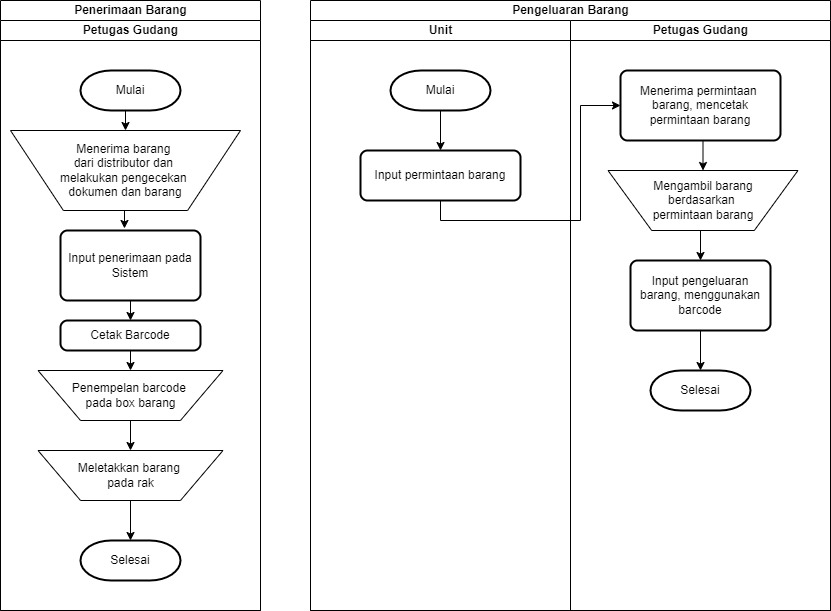 Penerimaan Barang
Petugas Gudang
Mulai
Menerima barang
dari distributor dan
melakukan pengecekan
dokumen dan barang
Input penerimaan pada
Sistem
Cetak Barcode
Penempelan barcode
pada box barang
Meletakkan barang
pada rak
Selesai
Pengeluaran Barang
Unit
Petugas Gudang
Mulai
Input permintaan barang
Menerima permintaan
barang, mencetak
permintaan barang
Mengambil barang
berdasarkan
permintaan barang
Input pengeluran
barang, menggunakan
barcode
Selesai